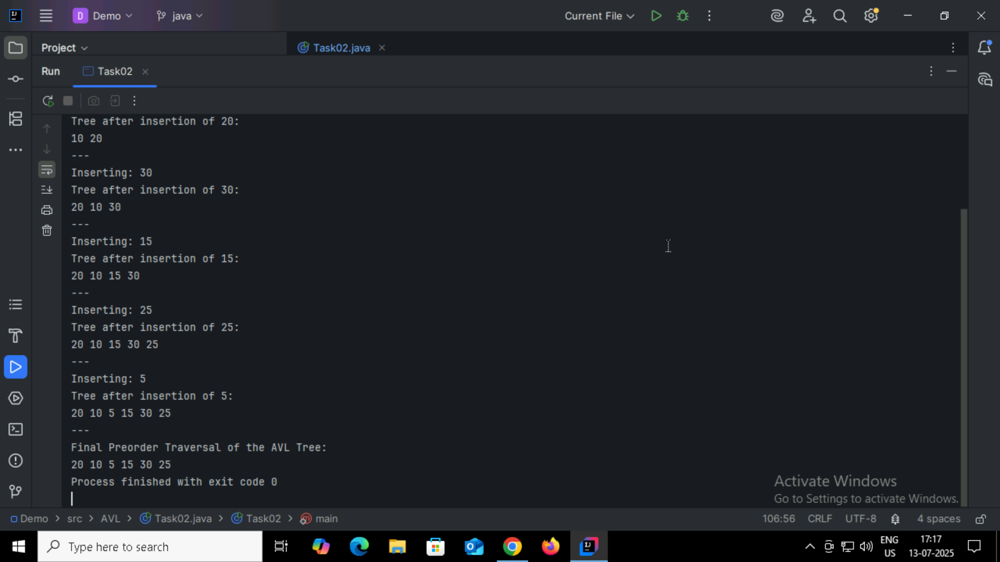 D Demo java Current File
Project Task02.java
Run Task02
Tree after insertion of 20:
10 20
---
Inserting: 30
Tree after insertion of 30:
20 10 30
---
Inserting: 15
Tree after insertion of 15:
20 10 15 30
---
Inserting: 25
Tree after insertion of 25:
20 10 15 30 25
---
Inserting: 5
Tree after insertion of 5:
20 10 5 15 30 25
---
Final Preorder Traversal of the AVL Tree:
20 10 5 15 30 25
Process finished with exit code 0
Activate Windows
Go to Settings to activate Windows.
Demo > src > AVL > Task02.java > Task02 > main 106:56 CRLF UTF-8 4 spaces
Type here to search ENG US 17:17 13-07-2025